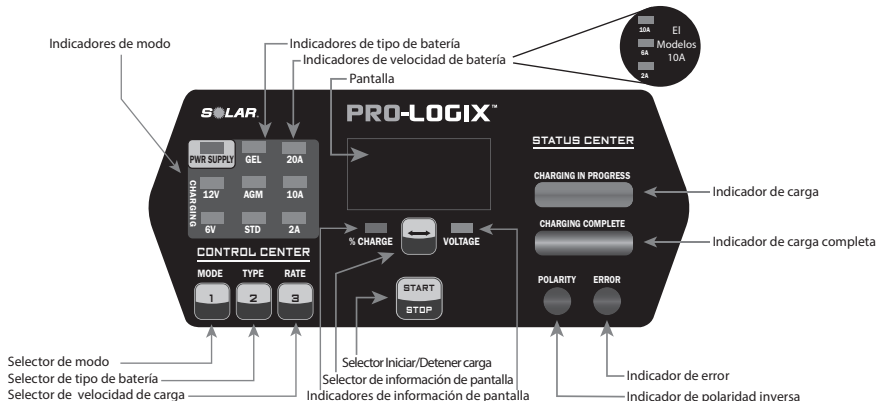 Indicadores de modo
Indicadores de tipo de batería
Indicadores de velocidad de batería
Pantalla
10A
6A
2A
El
Modelos
10A
SOLAR.
PRO-LOGIX™
PWR SUPPLY
GEL
20A
CHARGING
12V
AGM
10A
6V
STD
2A
CONTROL CENTER
MODE
TYPE
RATE
1
2
3
% CHARGE
VOLTAGE
START
STOP
STATUS CENTER
CHARGING IN PROGRESS
CHARGING COMPLETE
POLARITY
ERROR
Indicador de carga
Indicador de carga completa
Selector de modo
Selector de tipo de batería
Selector de velocidad de carga
Selector Iniciar/Detener carga
Selector de información de pantalla
Indicadores de información de pantalla
Indicador de error
Indicador de polaridad inversa